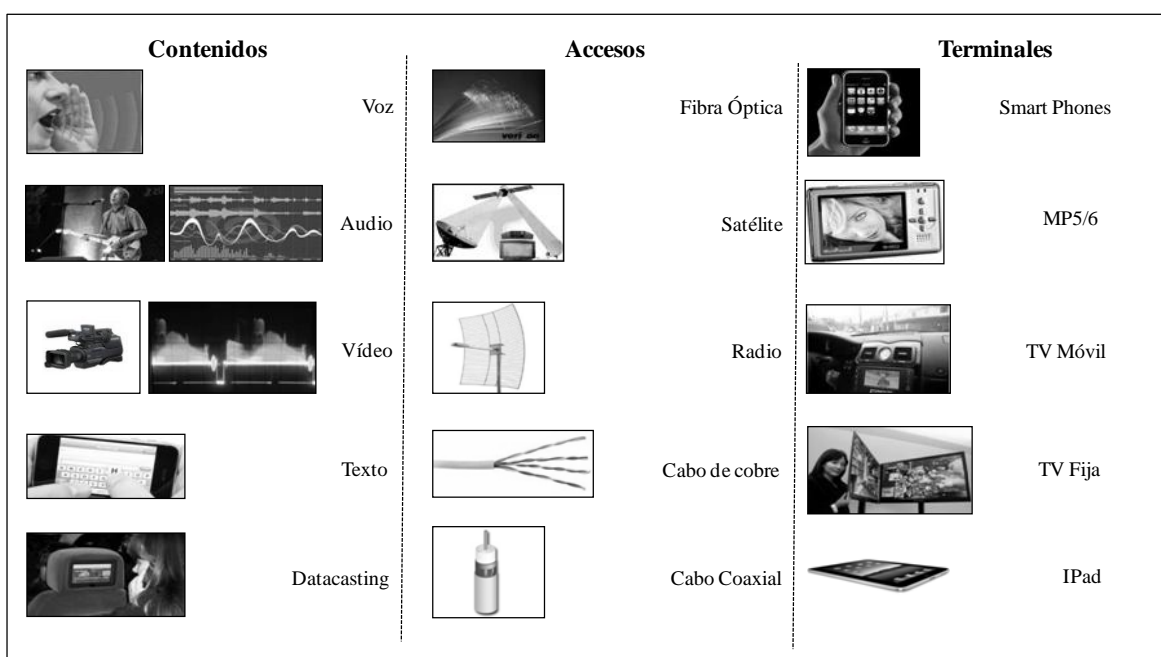 Contenidos
Accesos
Terminales
Voz
Fibra Óptica
Smart Phones
Audio
Satélite
MP5/6
Vídeo
Radio
TV Móvil
Texto
Cabo de cobre
TV Fija
Datacasting
Cabo Coaxial
IPad